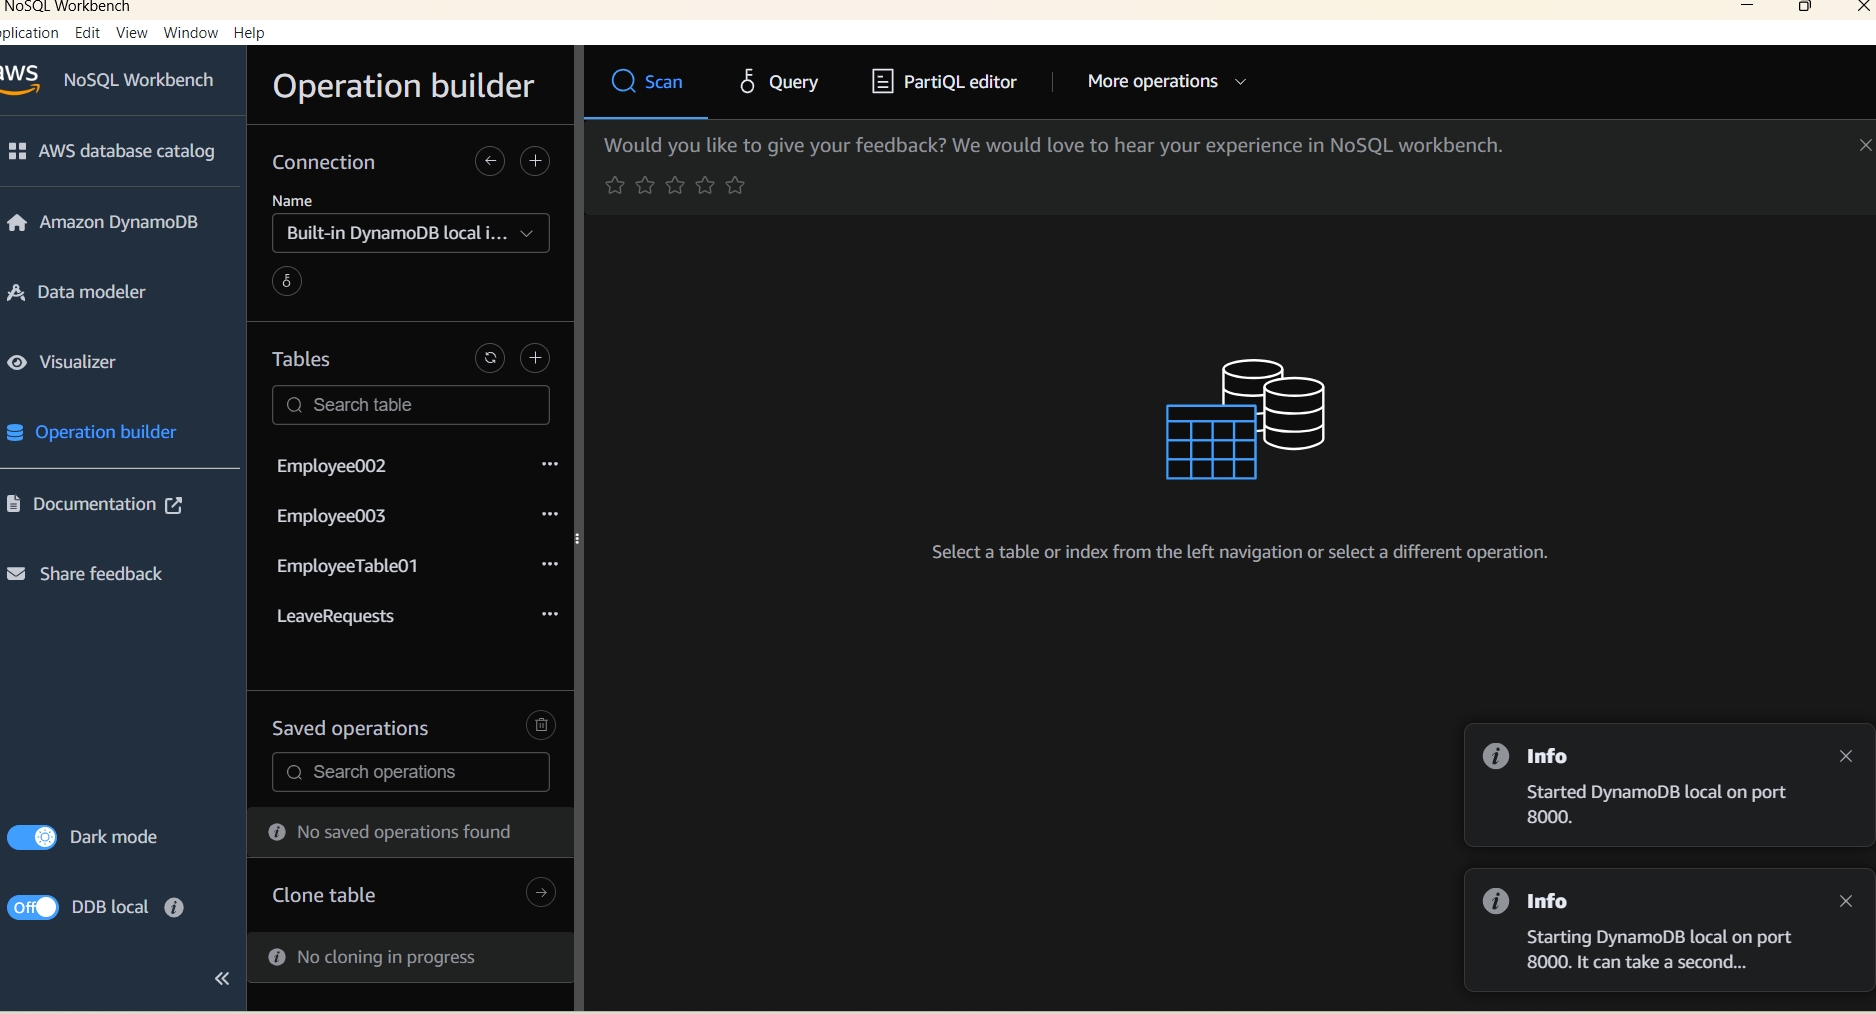 NoSQL Workbench
plication Edit View Window Help
aws NoSQL Workbench
AWS database catalog
Amazon DynamoDB
Data modeler
Visualizer
Operation builder
Documentation
Share feedback
Dark mode
Off DDB local
Operation builder
Connection
Name
Built-in DynamoDB local i...
Tables
Search table
Employee002
Employee003
EmployeeTable01
LeaveRequests
Saved operations
Search operations
No saved operations found
Clone table
No cloning in progress
Scan Query PartiQL editor More operations
Would you like to give your feedback? We would love to hear your experience in NoSQL workbench.
Select a table or index from the left navigation or select a different operation.
Info
Started DynamoDB local on port
8000.
Info
Starting DynamoDB local on port
8000. It can take a second...